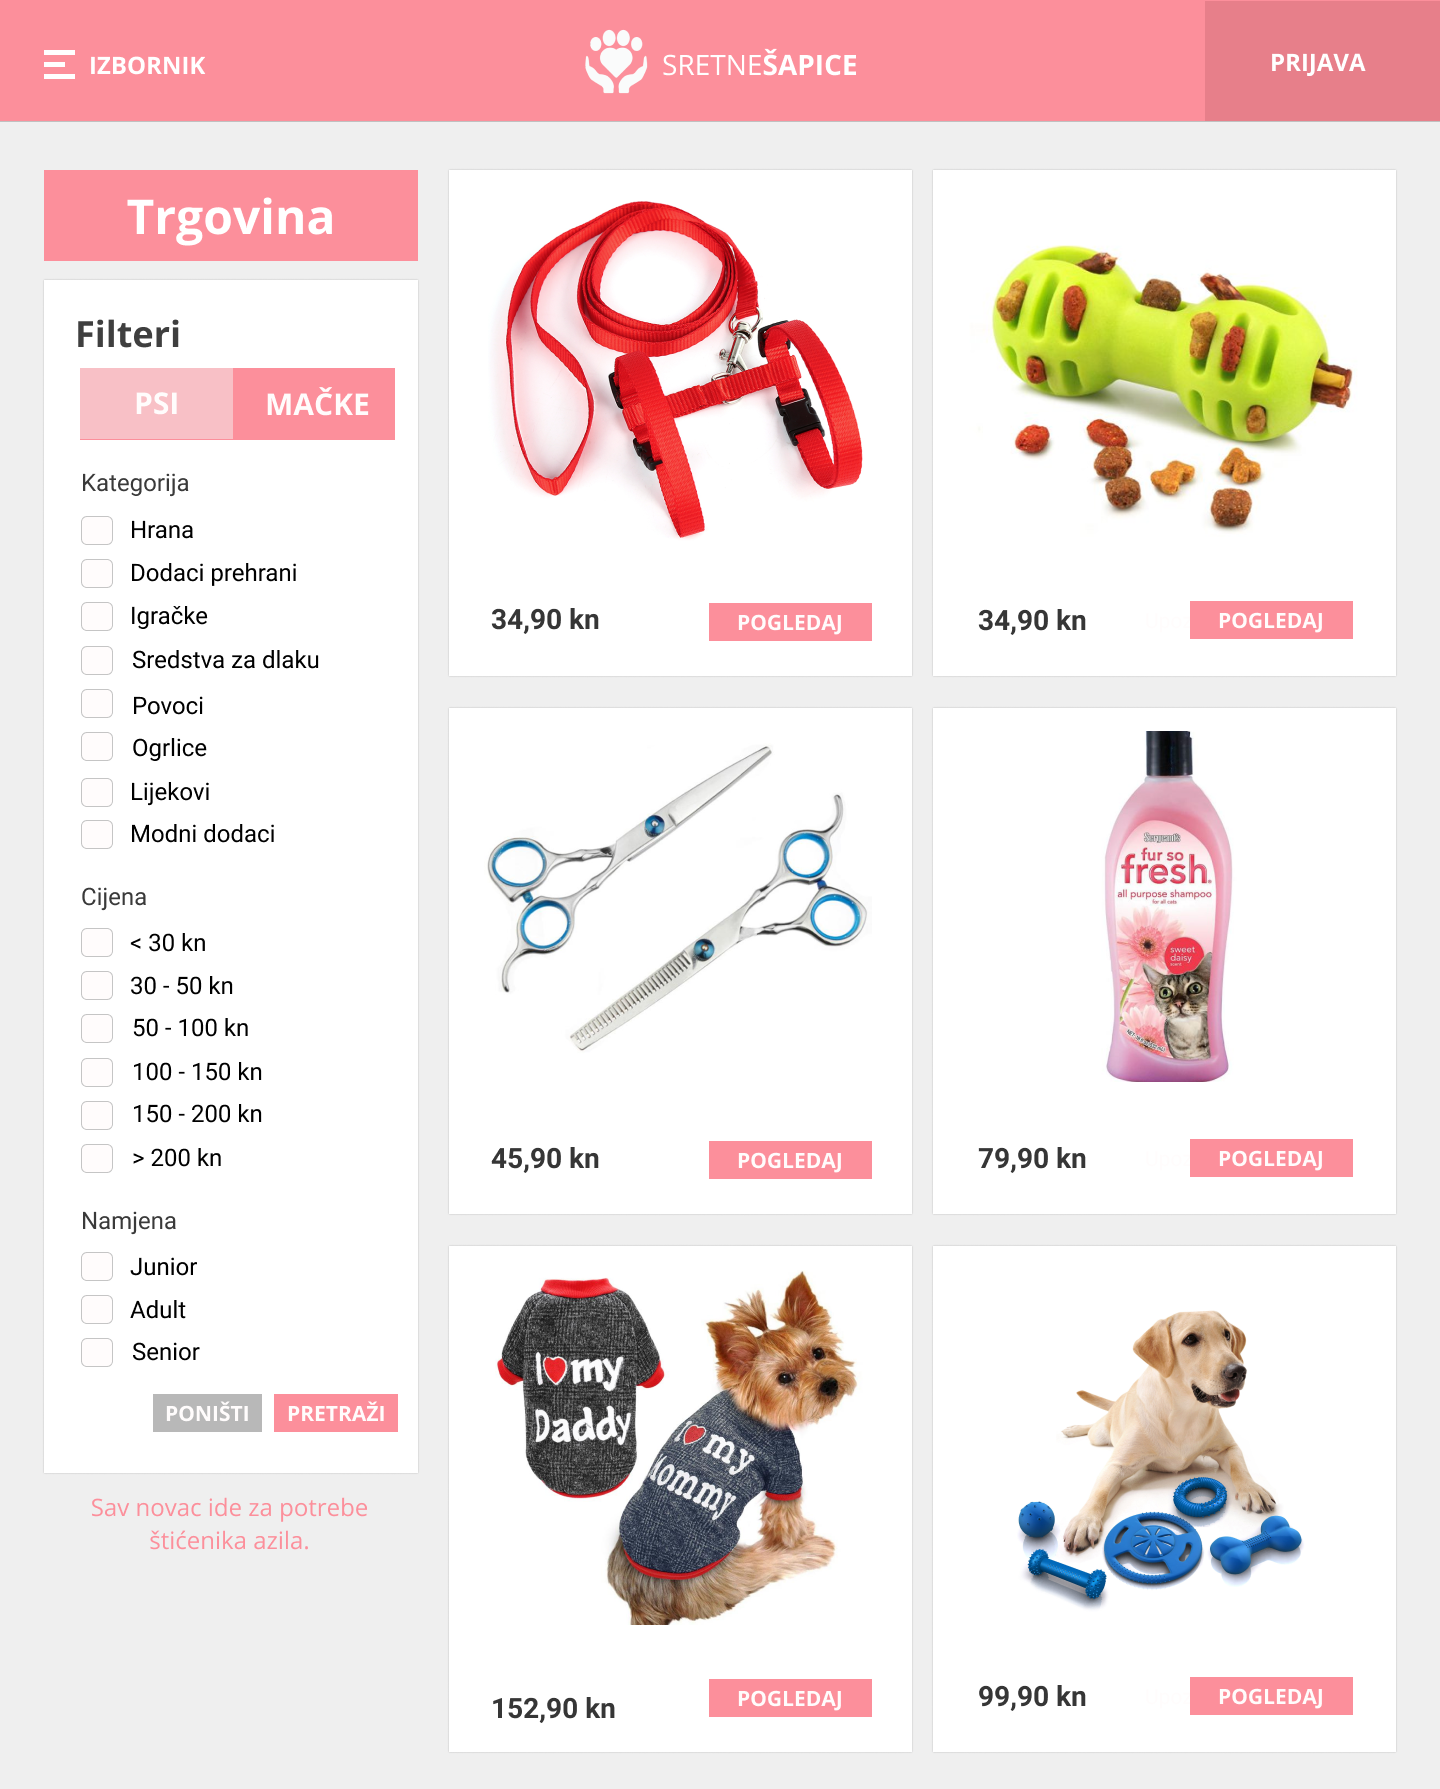 IZBORNIK
SRETNEŠAPICE
PRIJAVA
Trgovina
Filteri
PSI
MAČKE
Kategorija
Hrana
Dodaci prehrani
Igračke
Sredstva za dlaku
Povoci
Ogrlice
Lijekovi
Modni dodaci
Cijena
< 30 kn
30 - 50 kn
50 - 100 kn
100 - 150 kn
150 - 200 kn
> 200 kn
Namjena
Junior
Adult
Senior
PONIŠTI
PRETRAŽI
Sav novac ide za potrebe
štićenika azila.
34,90 kn
POGLEDAJ
34,90 kn
POGLEDAJ
45,90 kn
POGLEDAJ
Sergeant's
fur so
fresh
all purpose shampoo
for all cats
sweet
daisy
scent
79,90 kn
POGLEDAJ
I my
Daddy
I my
Mommy
152,90 kn
POGLEDAJ
99,90 kn
POGLEDAJ